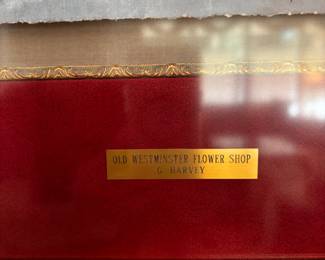 OLD WESTMINSTER FLOWER SHOP
G. HARVEY